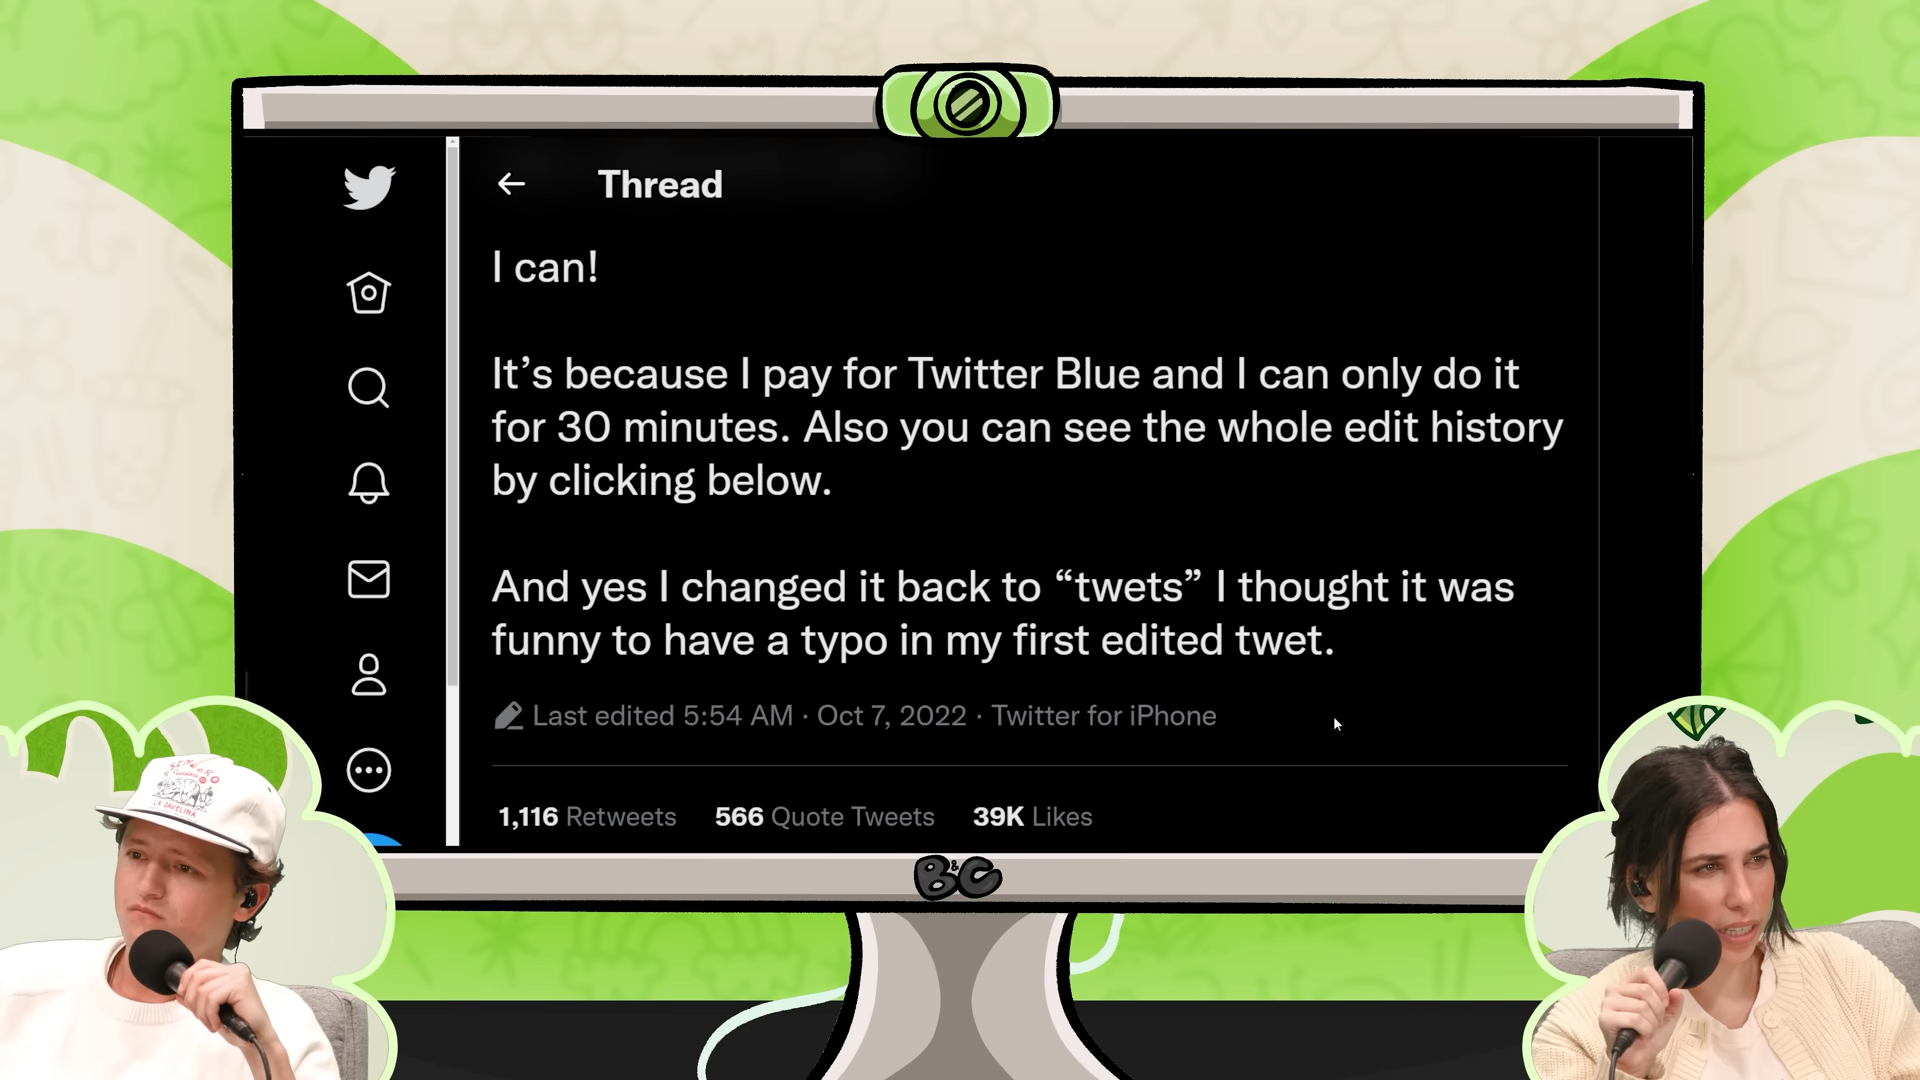 Thread
I can!
It’s because I pay for Twitter Blue and I can only do it
for 30 minutes. Also you can see the whole edit history
by clicking below.
And yes I changed it back to “twets” I thought it was
funny to have a typo in my first edited twet.
Last edited 5:54 AM · Oct 7, 2022 · Twitter for iPhone
1,116 Retweets 566 Quote Tweets 39K Likes
B&C
LA JAVELINA